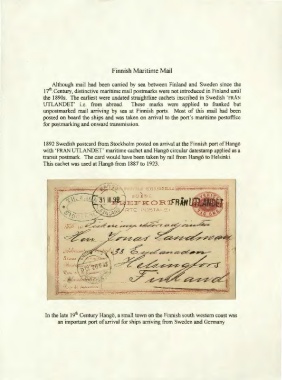 Finnish Maritime Mail
Although mail had been carried by sea between Finland and Sweden since the
17th Century, distinctive maritime mail postmarks were not introduced in Finland until
the 1890s. The earliest were undated straightline cachets inscribed in Swedish 'FRÅN
UTLANDET' i.e. from abroad. These marks were applied to franked but
unpostmarked mail arriving by sea at Finnish ports. Most of this mail had been
posted on board the ships and was taken on arrival to the port's maritime postoffice
for postmarking and onward transmission.
1892 Swedish postcard from Stockholm posted on arrival at the Finnish port of Hangö
with 'FRÅN UTLANDET' maritime cachet and Hangö circular datestamp applied as a
transit postmark. The card would have been taken by rail from Hangö to Helsinki.
This cachet was used at Hangö from 1887 to 1923.
BREFKORT
FRÅN UTLANDET
Herr Jonas Sandman
38 Esplanaden
Helsingfors
Finland
In the late 19th Century Hangö, a small town on the Finnish south western coast was
an important port of arrival for ships arriving from Sweden and Germany